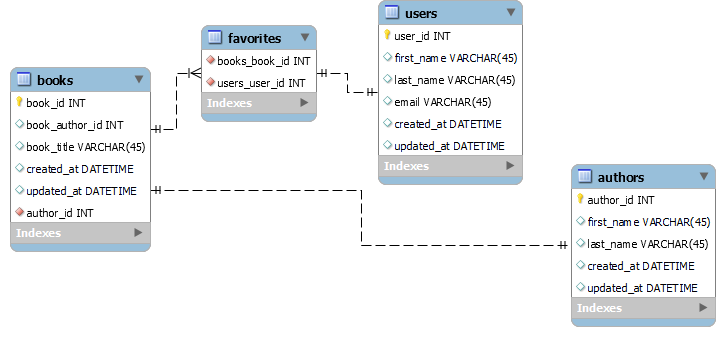 books
book_id INT
book_author_id INT
book_title VARCHAR(45)
created_at DATETIME
updated_at DATETIME
author_id INT
Indexes
favorites
books_book_id INT
users_user_id INT
Indexes
users
user_id INT
first_name VARCHAR(45)
last_name VARCHAR(45)
email VARCHAR(45)
created_at DATETIME
updated_at DATETIME
Indexes
authors
author_id INT
first_name VARCHAR(45)
last_name VARCHAR(45)
created_at DATETIME
updated_at DATETIME
Indexes